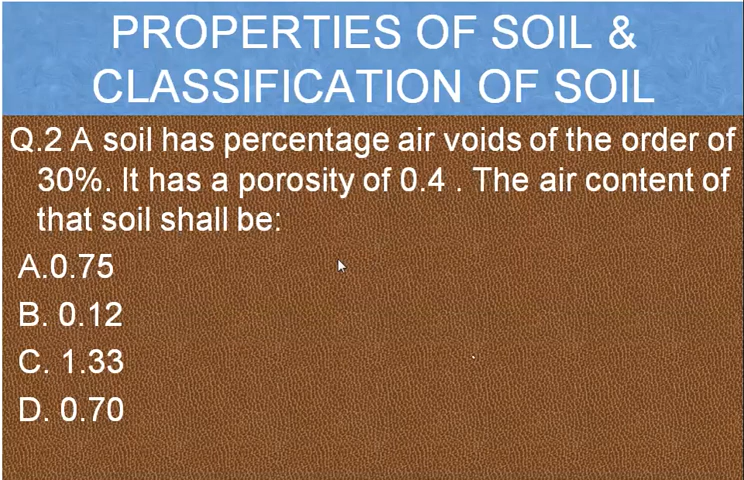 PROPERTIES OF SOIL &
CLASSIFICATION OF SOIL
Q.2 A soil has percentage air voids of the order of
30%. It has a porosity of 0.4 . The air content of
that soil shall be:
A.0.75
B. 0.12
C. 1.33
D. 0.70